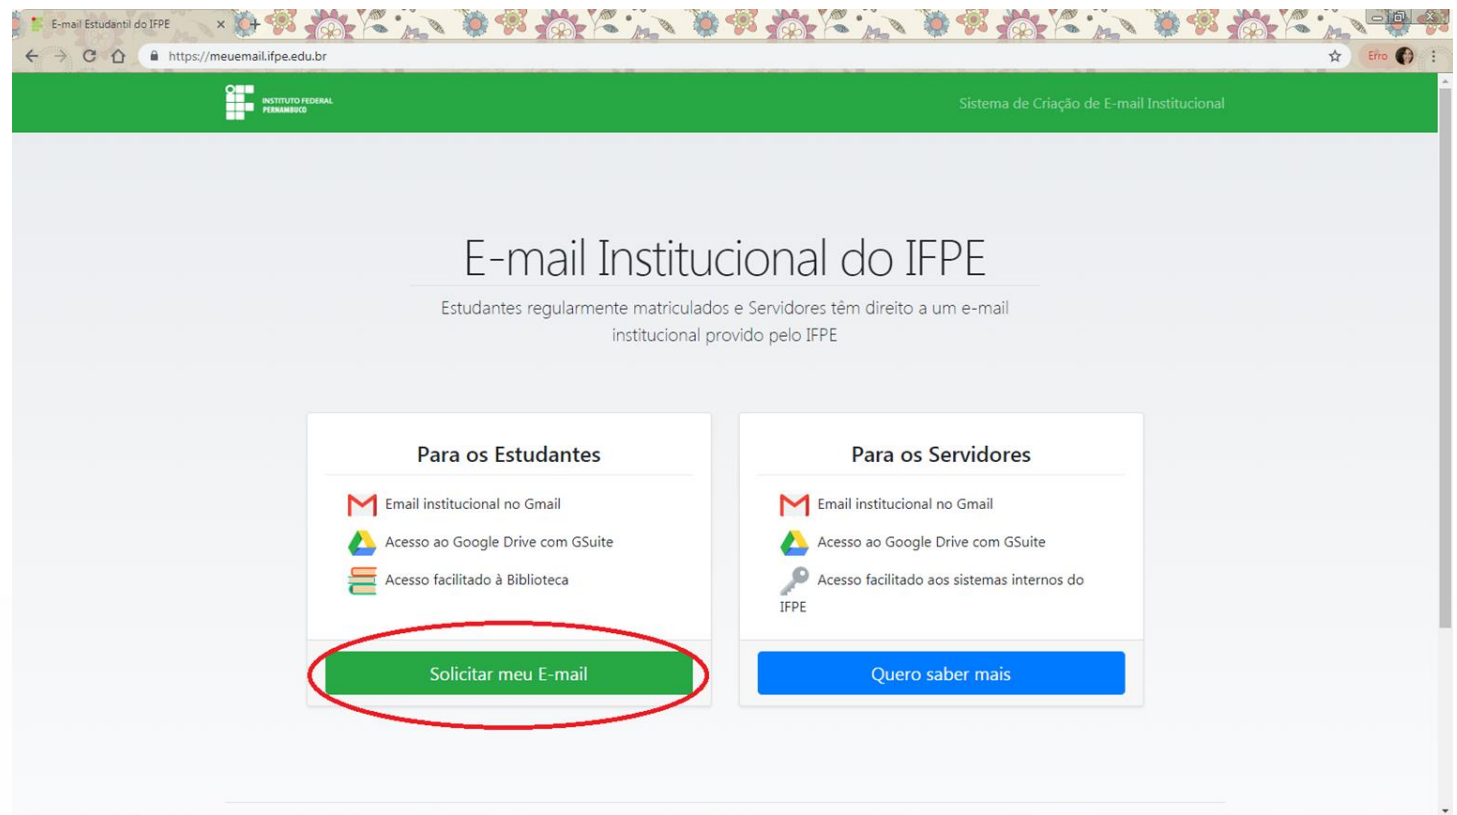 E-mail Estudantil do IFPE
https://meuemail.ifpe.edu.br
Erro
INSTITUTO FEDERAL
PERNAMBUCO
Sistema de Criação de E-mail Institucional
E-mail Institucional do IFPE
Estudantes regularmente matriculados e Servidores têm direito a um e-mail
institucional provido pelo IFPE
Para os Estudantes
Email institucional no Gmail
Acesso ao Google Drive com GSuite
Acesso facilitado à Biblioteca
Solicitar meu E-mail
Para os Servidores
Email institucional no Gmail
Acesso ao Google Drive com GSuite
Acesso facilitado aos sistemas internos do
IFPE
Quero saber mais